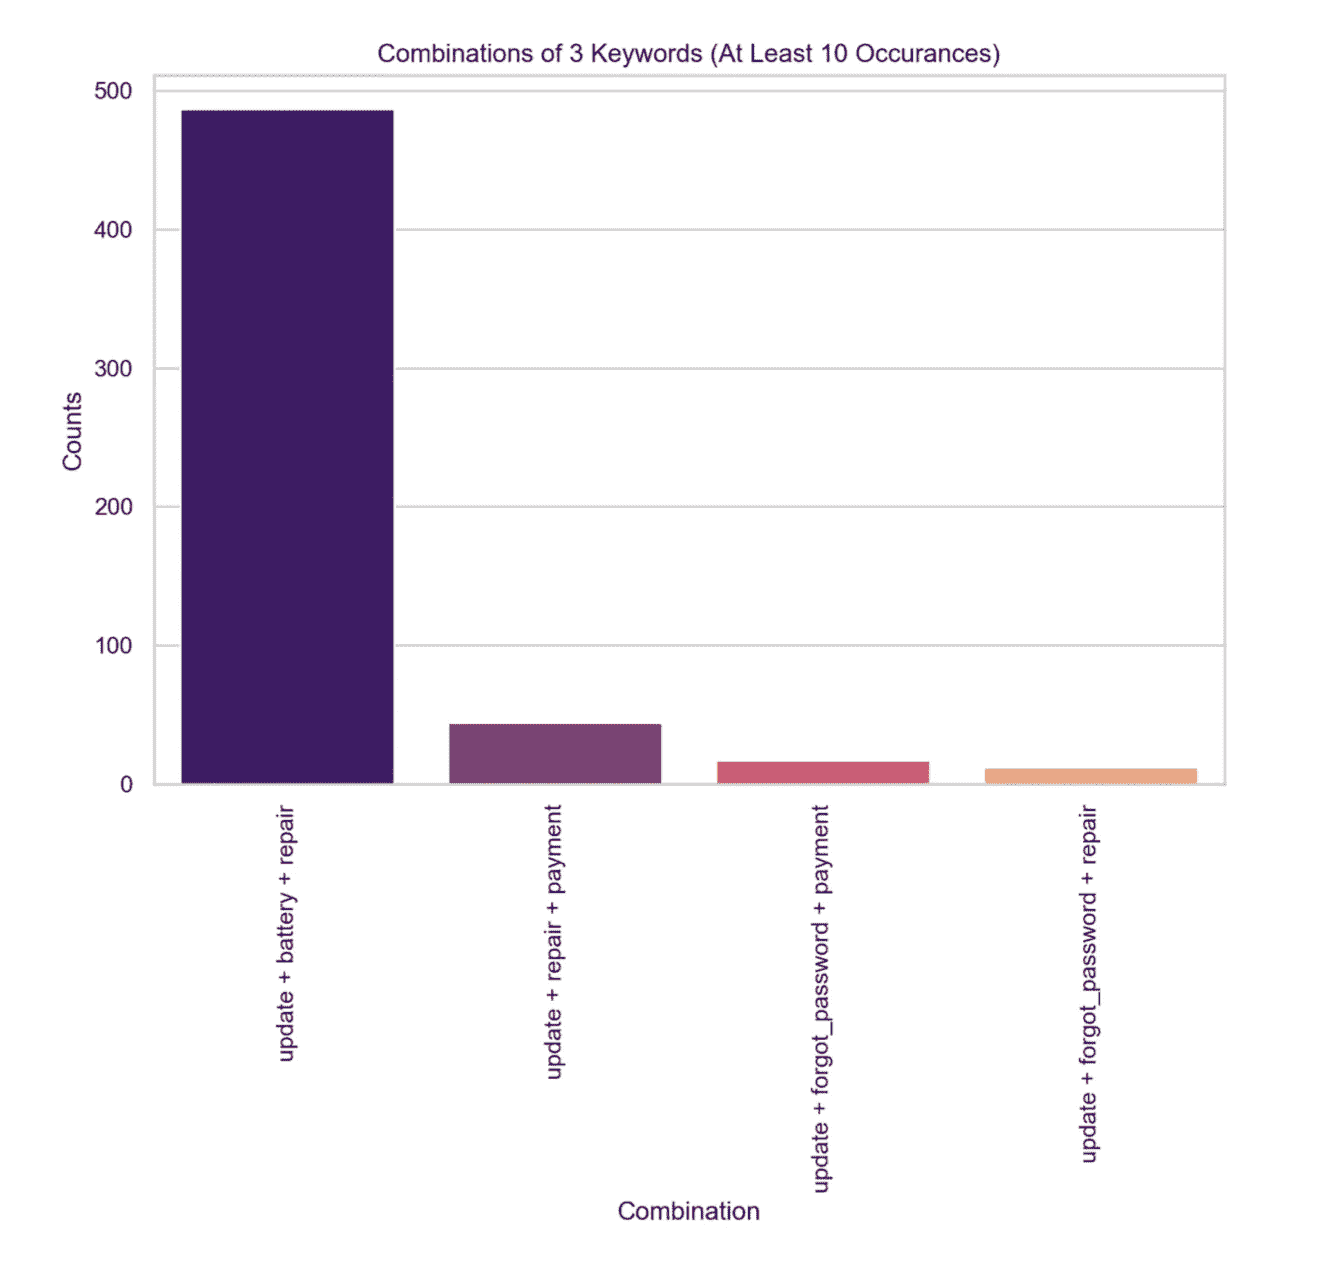 Combinations of 3 Keywords (At Least 10 Occurances)
500
400
300
200
100
0
Counts
update + battery + repair
update + repair + payment
update + forgot_password + payment
update + forgot_password + repair
Combination